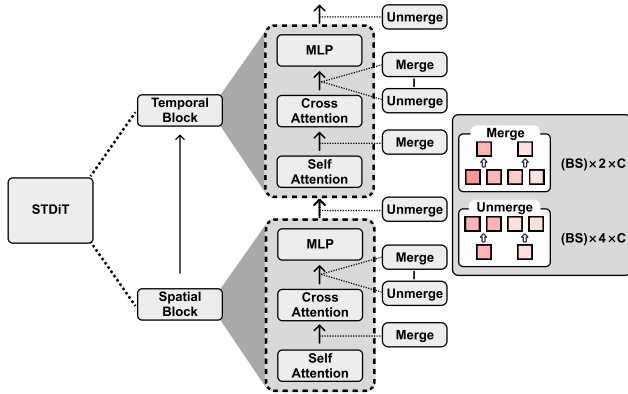 STDiT
Temporal
Block
Spatial
Block
Unmerge
MLP
Merge
Unmerge
Cross
Attention
Merge
Self
Attention
Unmerge
MLP
Merge
Unmerge
Cross
Attention
Merge
Self
Attention
Merge
(BS)×2×C
Unmerge
(BS)×4×C